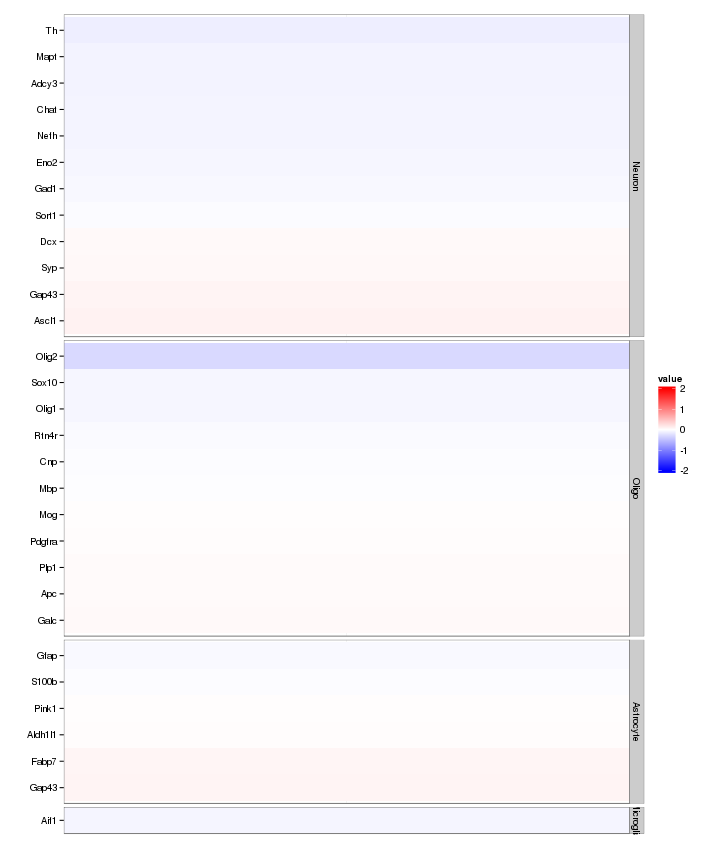 Th
Mapt
Adcy3
Chat
Nefh
Eno2
Gad1
Sort1
Dcx
Syp
Gap43
Ascl1
Neuron
Olig2
Sox10
Olig1
Rtn4r
Cnp
Mbp
Mog
Pdgfra
Plp1
Apc
Galc
Oligo
Gfap
S100b
Pink1
Aldh1l1
Fabp7
Gap43
Astrocyte
Aif1
value
2
1
0
-1
-2